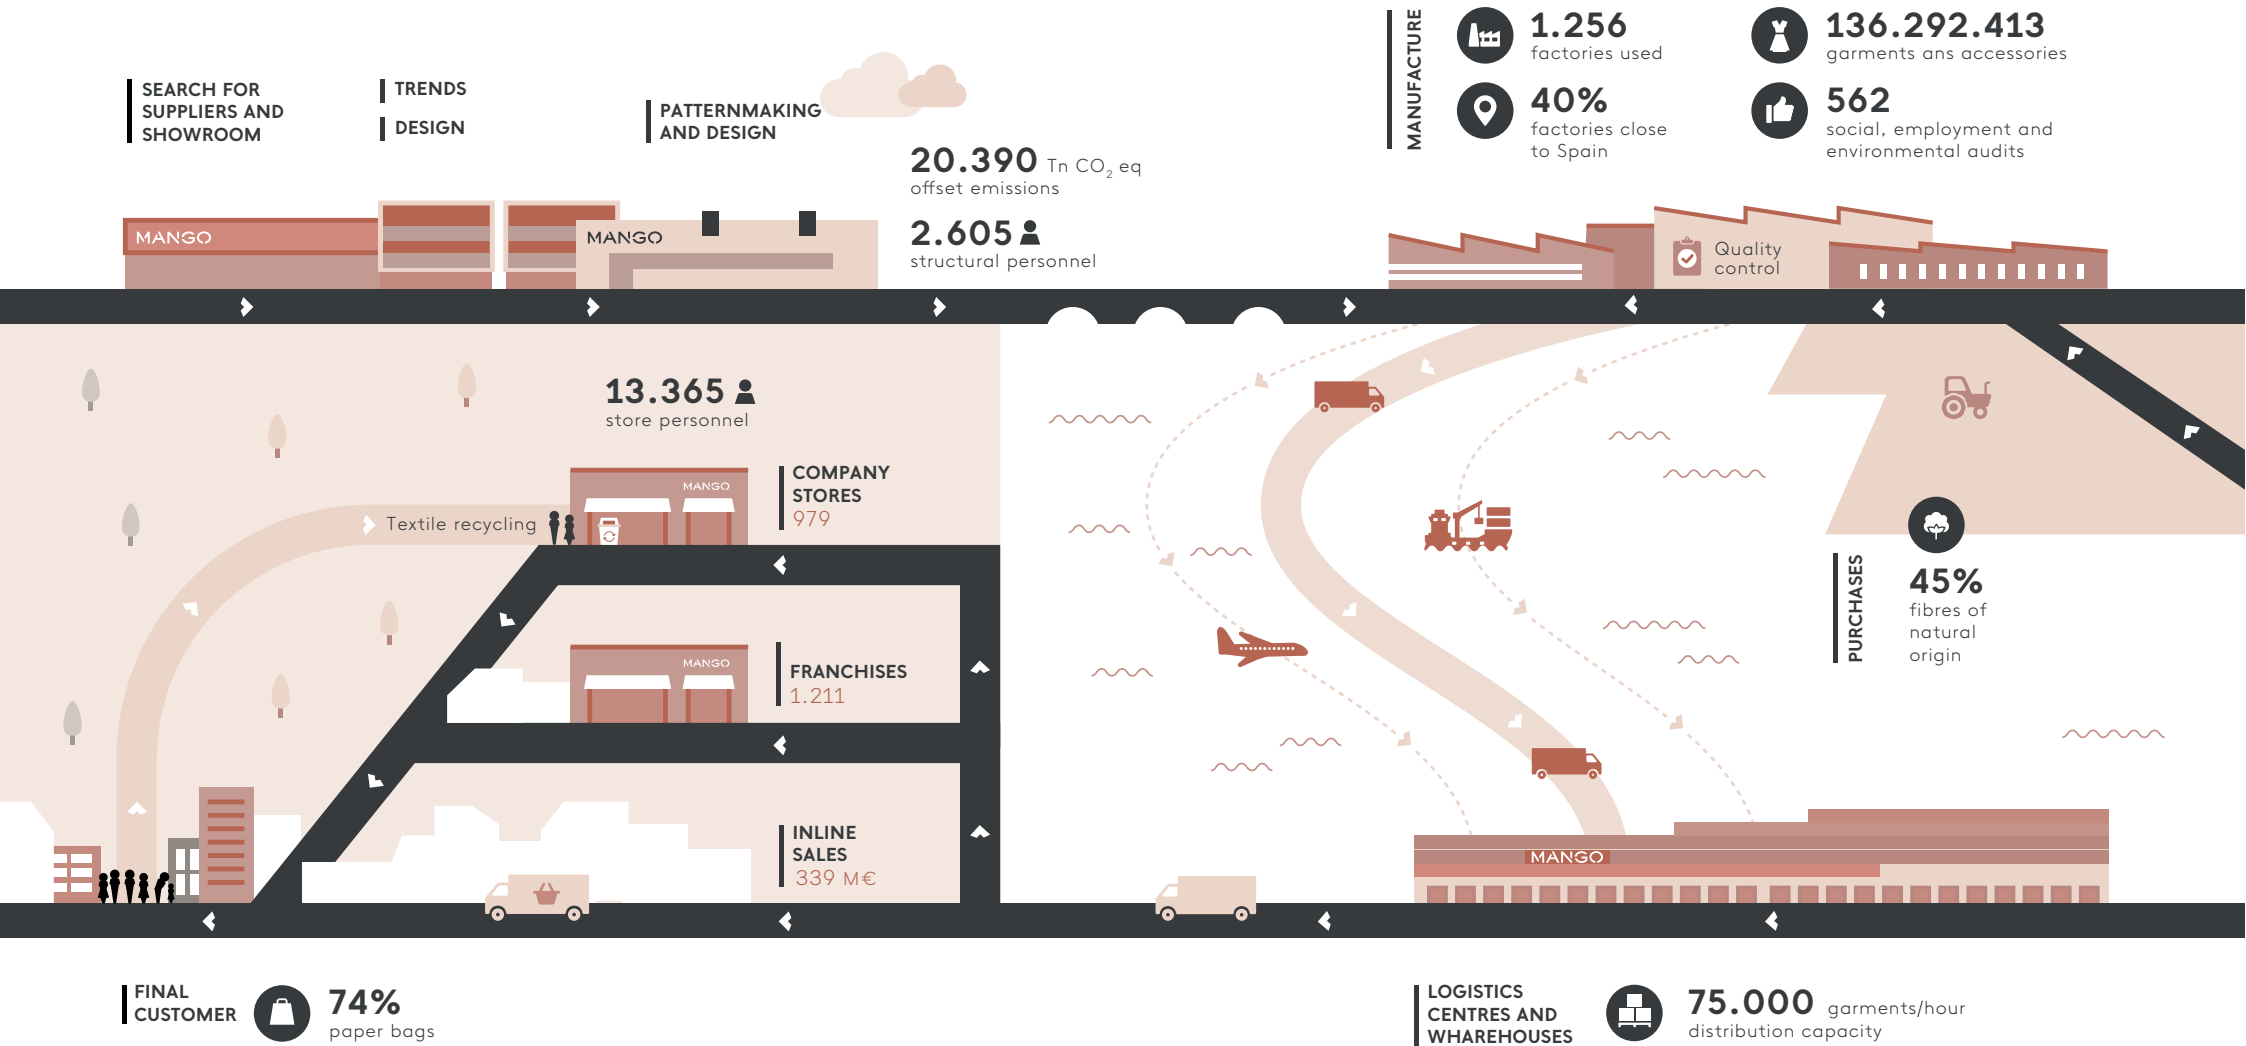 SEARCH FOR
SUPPLIERS AND
SHOWROOM
TRENDS
DESIGN
PATTERNMAKING
AND DESIGN
20.390 Tn CO2 eq
offset emissions
2.605
structural personnel
MANUFACTURE
1.256
factories used
136.292.413
garments ans accessories
40%
factories close
to Spain
562
social, employment and
environmental audits
MANGO
MANGO
Quality
control
13.365
store personnel
MANGO
COMPANY
STORES
979
Textile recycling
MANGO
FRANCHISES
1.211
INLINE
SALES
339 M€
PURCHASES
45%
fibres of
natural
origin
MANGO
FINAL
CUSTOMER
74%
paper bags
LOGISTICS
CENTRES AND
WHAREHOUSES
75.000 garments/hour
distribution capacity